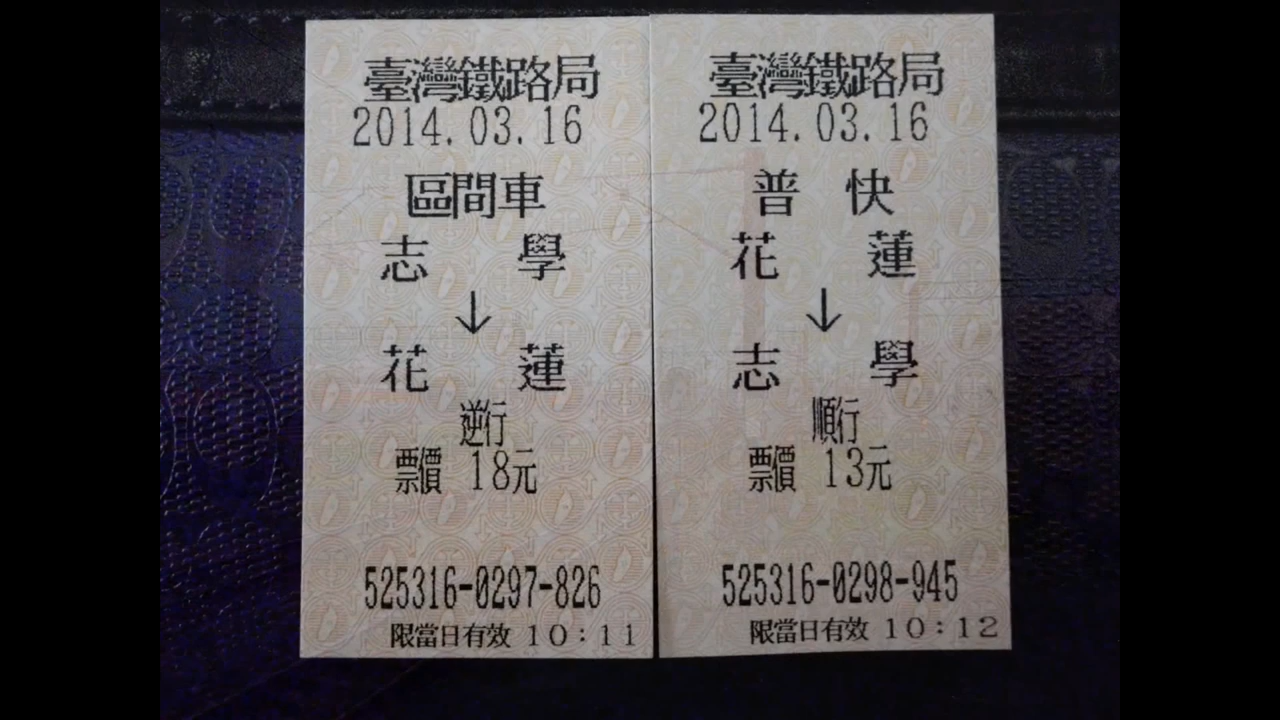 臺灣鐵路局
2014.03.16
區間車
志學
↓
花蓮
逆行
票價 18元
525316-0297-826
限當日有效 10:11
臺灣鐵路局
2014.03.16
普快
花蓮
↓
志學
順行
票價 13元
525316-0298-945
限當日有效 10:12